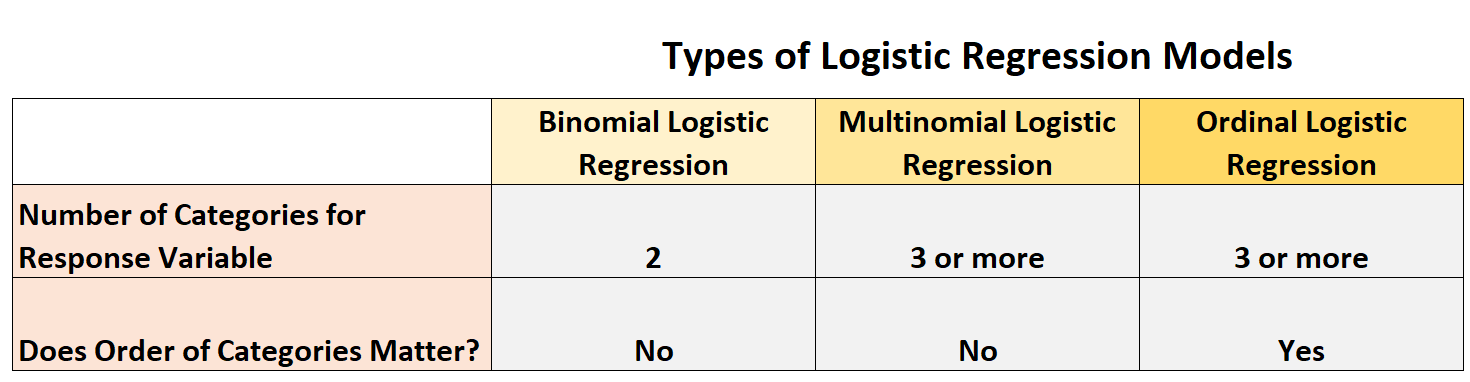 Types of Logistic Regression Models
Binomial Logistic
Regression
Multinomial Logistic
Regression
Ordinal Logistic
Regression
Number of Categories for
Response Variable
2
3 or more
3 or more
Does Order of Categories Matter?
No
No
Yes